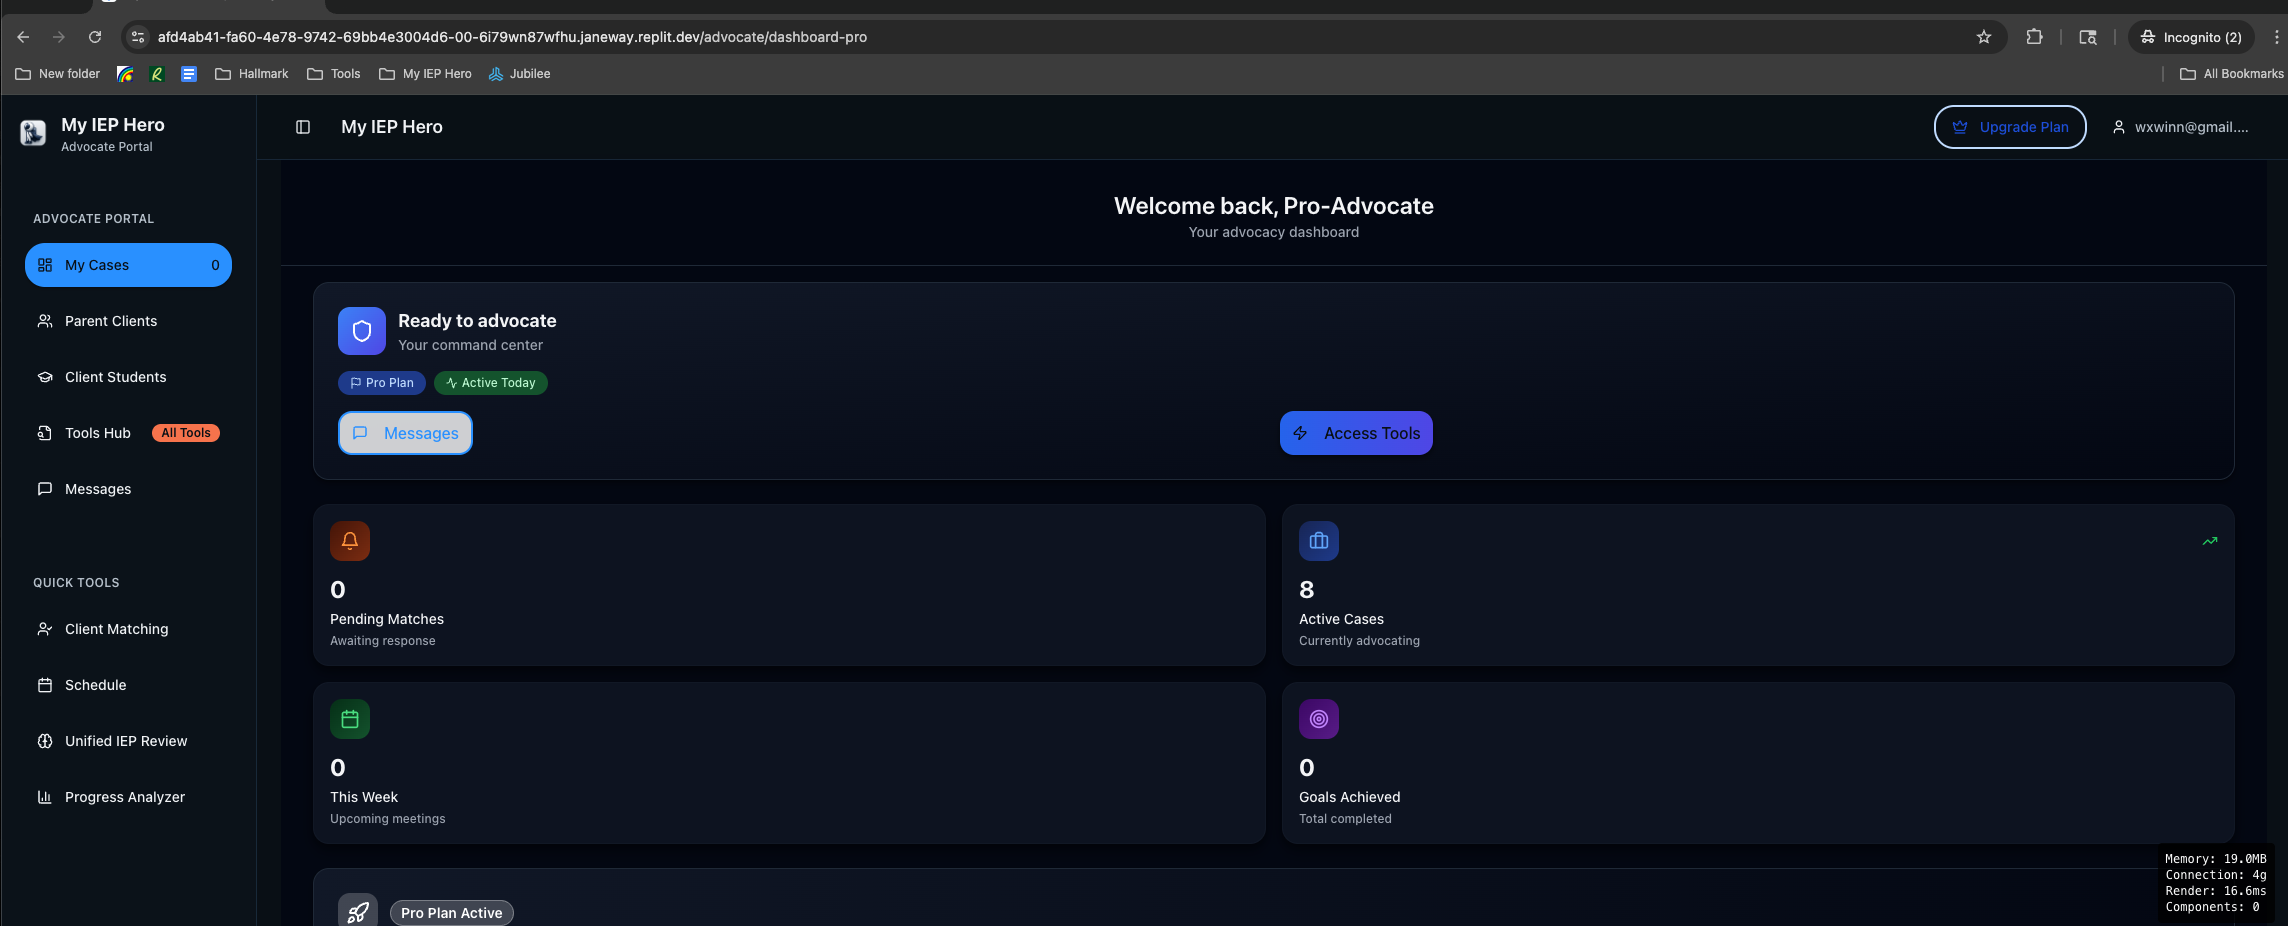 afd4ab41-fa60-4e78-9742-69bb4e3004d6-00-6i79wn87wfhu.janeway.replit.dev/advocate/dashboard-pro
Incognito (2)
New folder
Hallmark
Tools
My IEP Hero
Jubilee
All Bookmarks
My IEP Hero
Advocate Portal
My IEP Hero
Upgrade Plan
wxwinn@gmail....
ADVOCATE PORTAL
My Cases 0
Parent Clients
Client Students
Tools Hub All Tools
Messages
QUICK TOOLS
Client Matching
Schedule
Unified IEP Review
Progress Analyzer
Welcome back, Pro-Advocate
Your advocacy dashboard
Ready to advocate
Your command center
Pro Plan
Active Today
Messages
Access Tools
0
Pending Matches
Awaiting response
8
Active Cases
Currently advocating
0
This Week
Upcoming meetings
0
Goals Achieved
Total completed
Pro Plan Active
Memory: 19.0MB
Connection: 4g
Render: 16.6ms
Components: 0